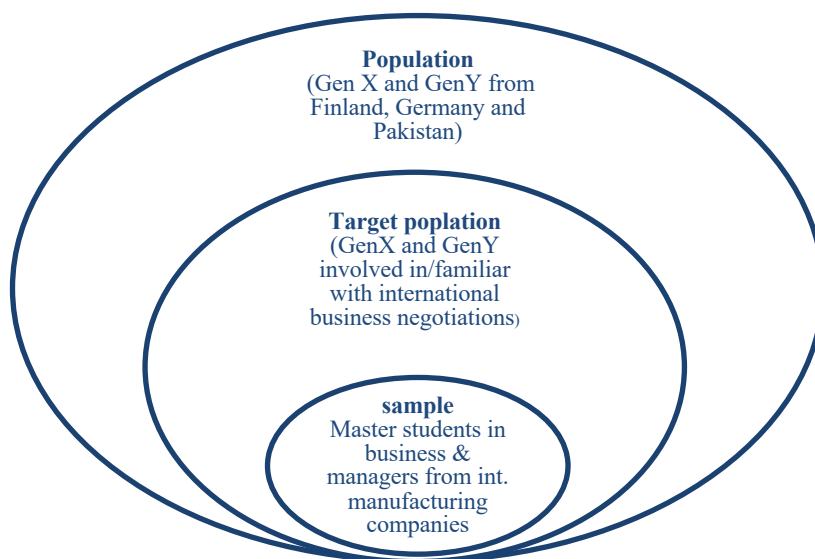 Population
(Gen X and GenY from
Finland, Germany and
Pakistan)
Target poplation
(GenX and GenY
involved in/familiar
with international
business negotiations)
sample
Master students in
business &
managers from int.
manufacturing
companies